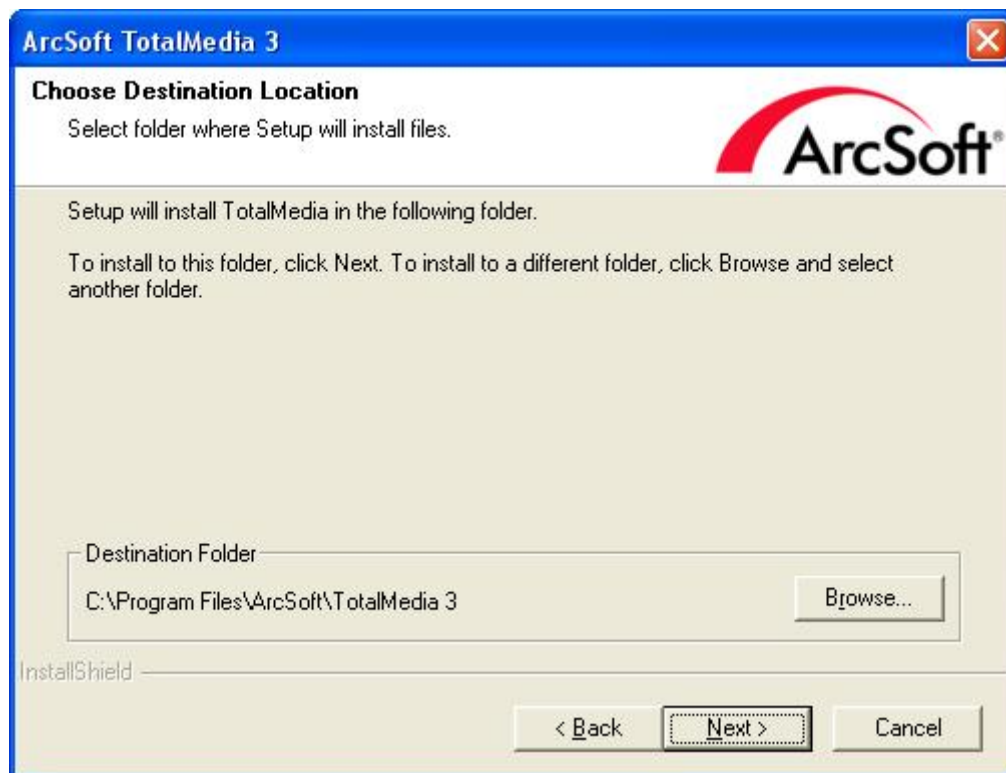 ArcSoft TotalMedia 3
Choose Destination Location
Select folder where Setup will install files.
ArcSoft®
Setup will install TotalMedia in the following folder.
To install to this folder, click Next. To install to a different folder, click Browse and select
another folder.
Destination Folder
C:\Program Files\ArcSoft\TotalMedia 3
Browse...
InstallShield
< Back
Next >
Cancel